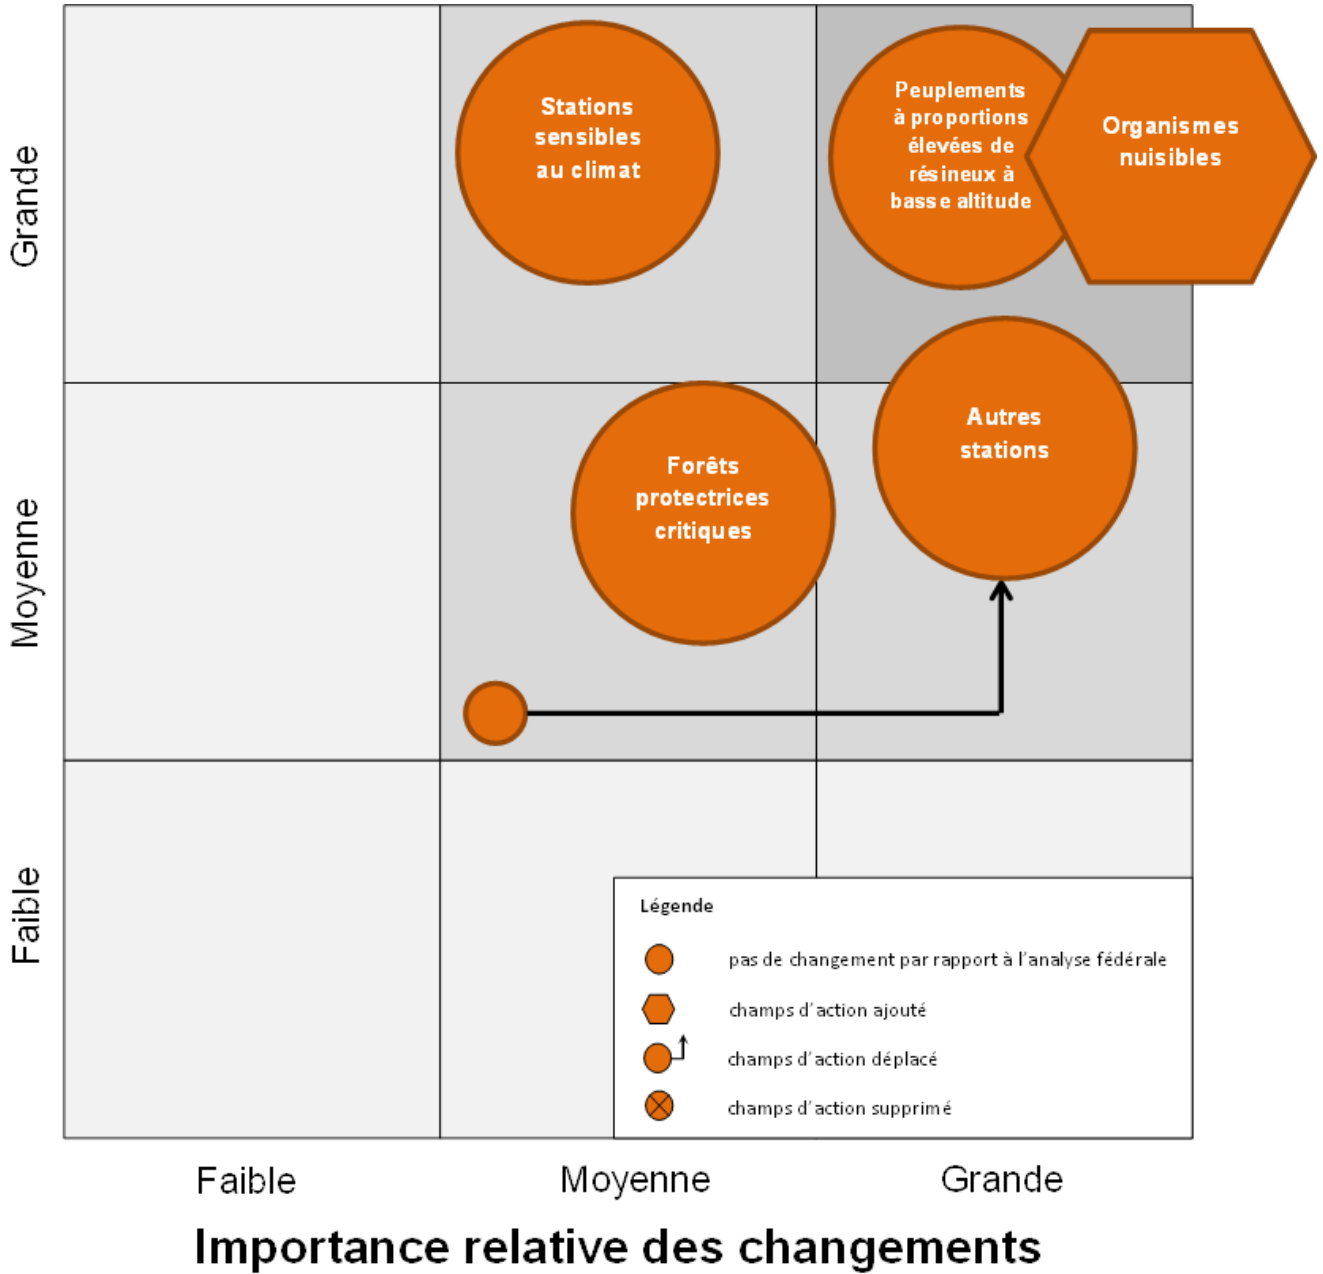 Stations
sensibles
au climat
Peuplements
à proportions
élevées de
résineux à
basse altitude
Organismes
nuisibles
Grande
Forêts
protectrices
critiques
Autres
stations
Moyenne
Faible
Légende
pas de changement par rapport à l'analyse fédérale
champs d'action ajouté
champs d'action déplacé
champs d'action supprimé
Faible
Moyenne
Grande
Importance relative des changements